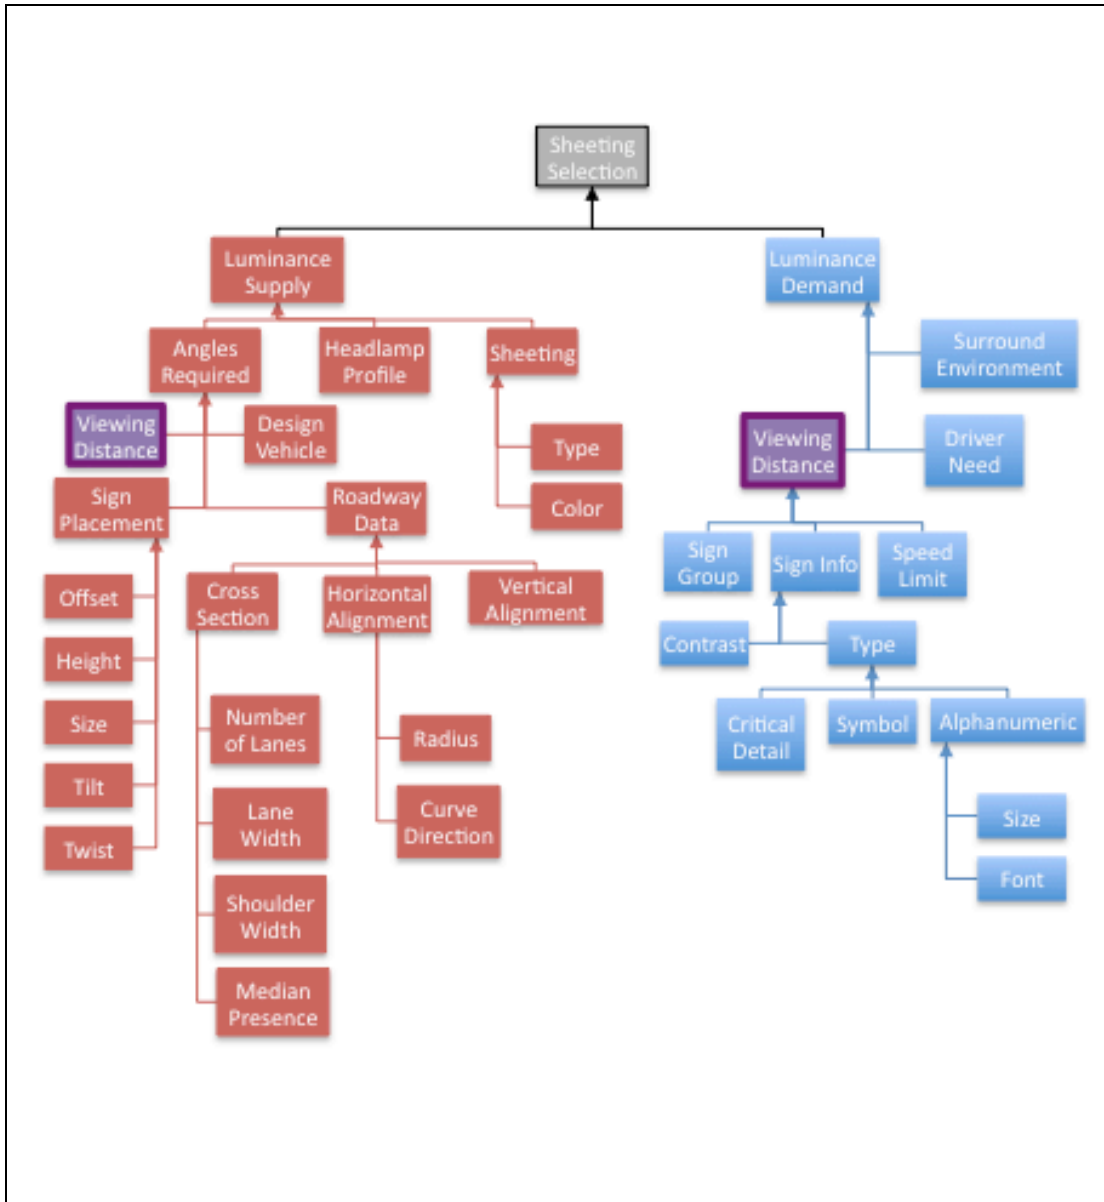 Sheeting
Selection
Luminance
Supply
Luminance
Demand
Angles
Required
Headlamp
Profile
Sheeting
Surround
Environment
Viewing
Distance
Design
Vehicle
Type
Color
Viewing
Distance
Driver
Need
Sign
Placement
Roadway
Data
Sign
Group
Sign Info
Speed
Limit
Offset
Height
Size
Tilt
Twist
Cross
Section
Horizontal
Alignment
Vertical
Alignment
Contrast
Type
Number
of Lanes
Lane
Width
Shoulder
Width
Median
Presence
Radius
Curve
Direction
Critical
Detail
Symbol
Alphanumeric
Size
Font